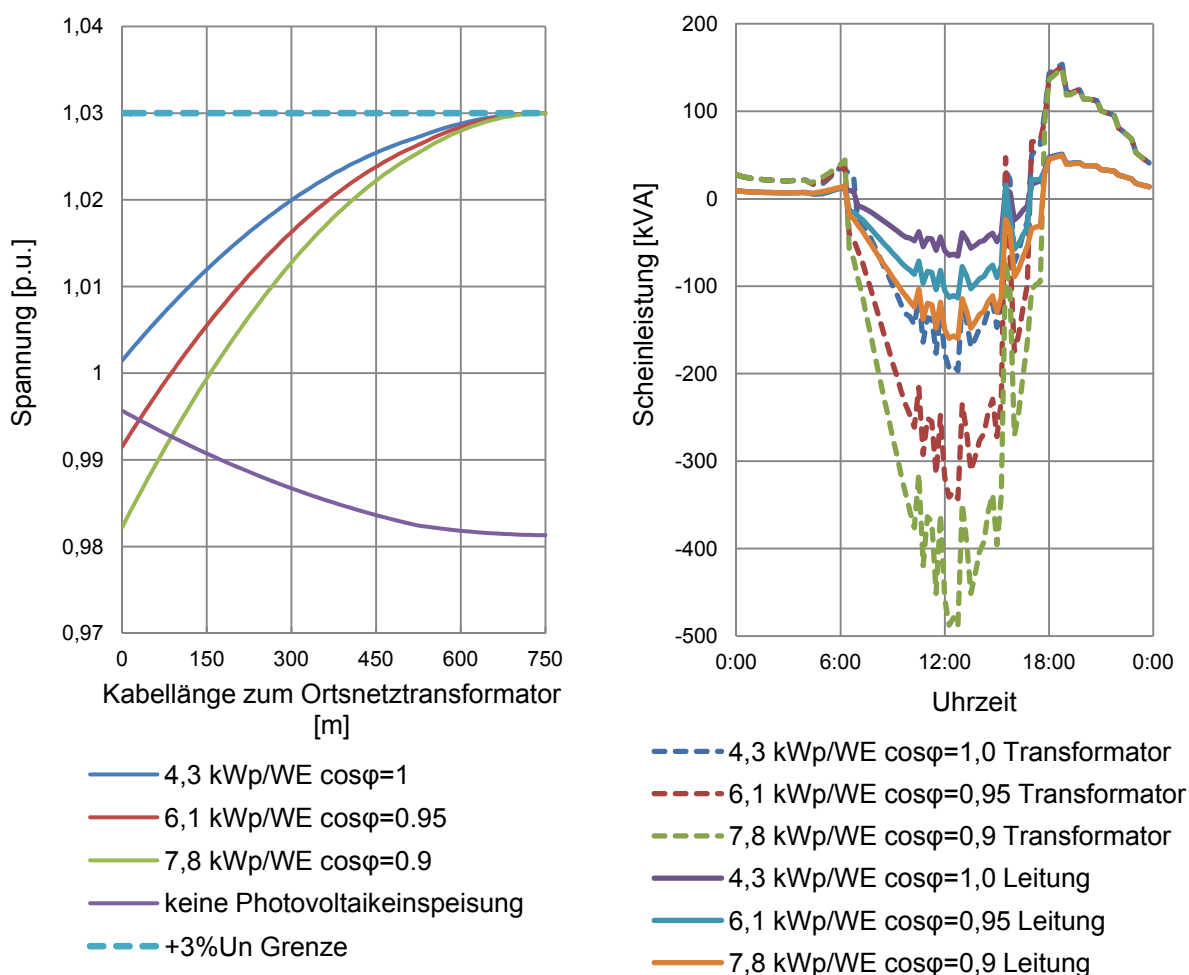 1,04
1,03
1,02
1,01
1
0,99
0,98
0,97
Spannung [p.u.]
0
150
300
450
600
750
Kabellänge zum Ortsnetztransformator
[m]
4,3 kWp/WE cosφ=1
6,1 kWp/WE cosφ=0.95
7,8 kWp/WE cosφ=0.9
keine Photovoltaikeinspeisung
+3%Un Grenze
200
100
0
-100
-200
-300
-400
-500
Scheinleistung [kVA]
0:00
6:00
12:00
18:00
0:00
Uhrzeit
4,3 kWp/WE cosφ=1,0 Transformator
6,1 kWp/WE cosφ=0,95 Transformator
7,8 kWp/WE cosφ=0,9 Transformator
4,3 kWp/WE cosφ=1,0 Leitung
6,1 kWp/WE cosφ=0,95 Leitung
7,8 kWp/WE cosφ=0,9 Leitung